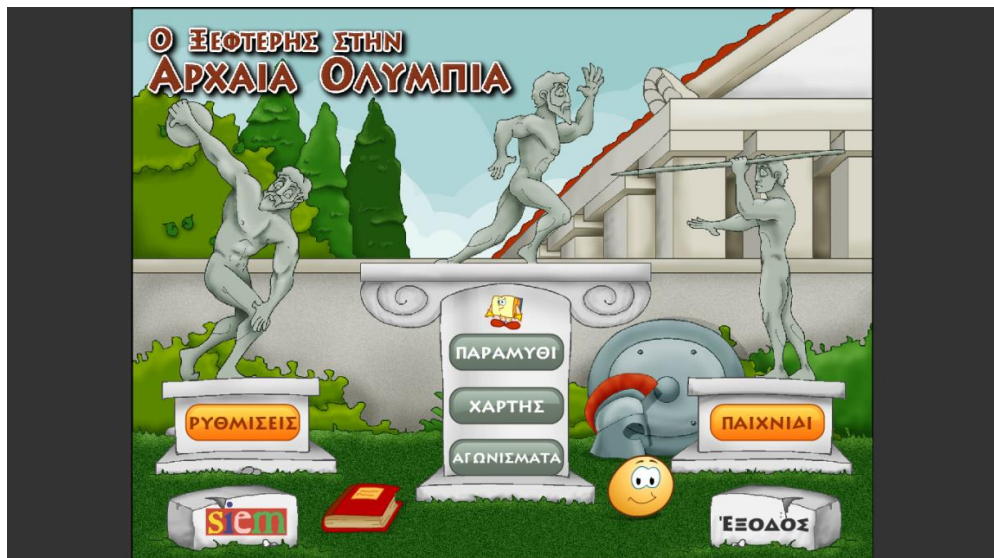 Ο ΞΕΦΤΕΡΗΣ ΣΤΗΝ
ΑΡΧΑΙΑ ΟΛΥΜΠΙΑ
ΠΑΡΑΜΥΘΙ
ΧΑΡΤΗΣ
ΑΓΩΝΙΣΜΑΤΑ
ΡΥΘΜΙΣΕΙΣ
ΠΑΙΧΝΙΔΙ
siem
ΈΞΟΔΟΣ